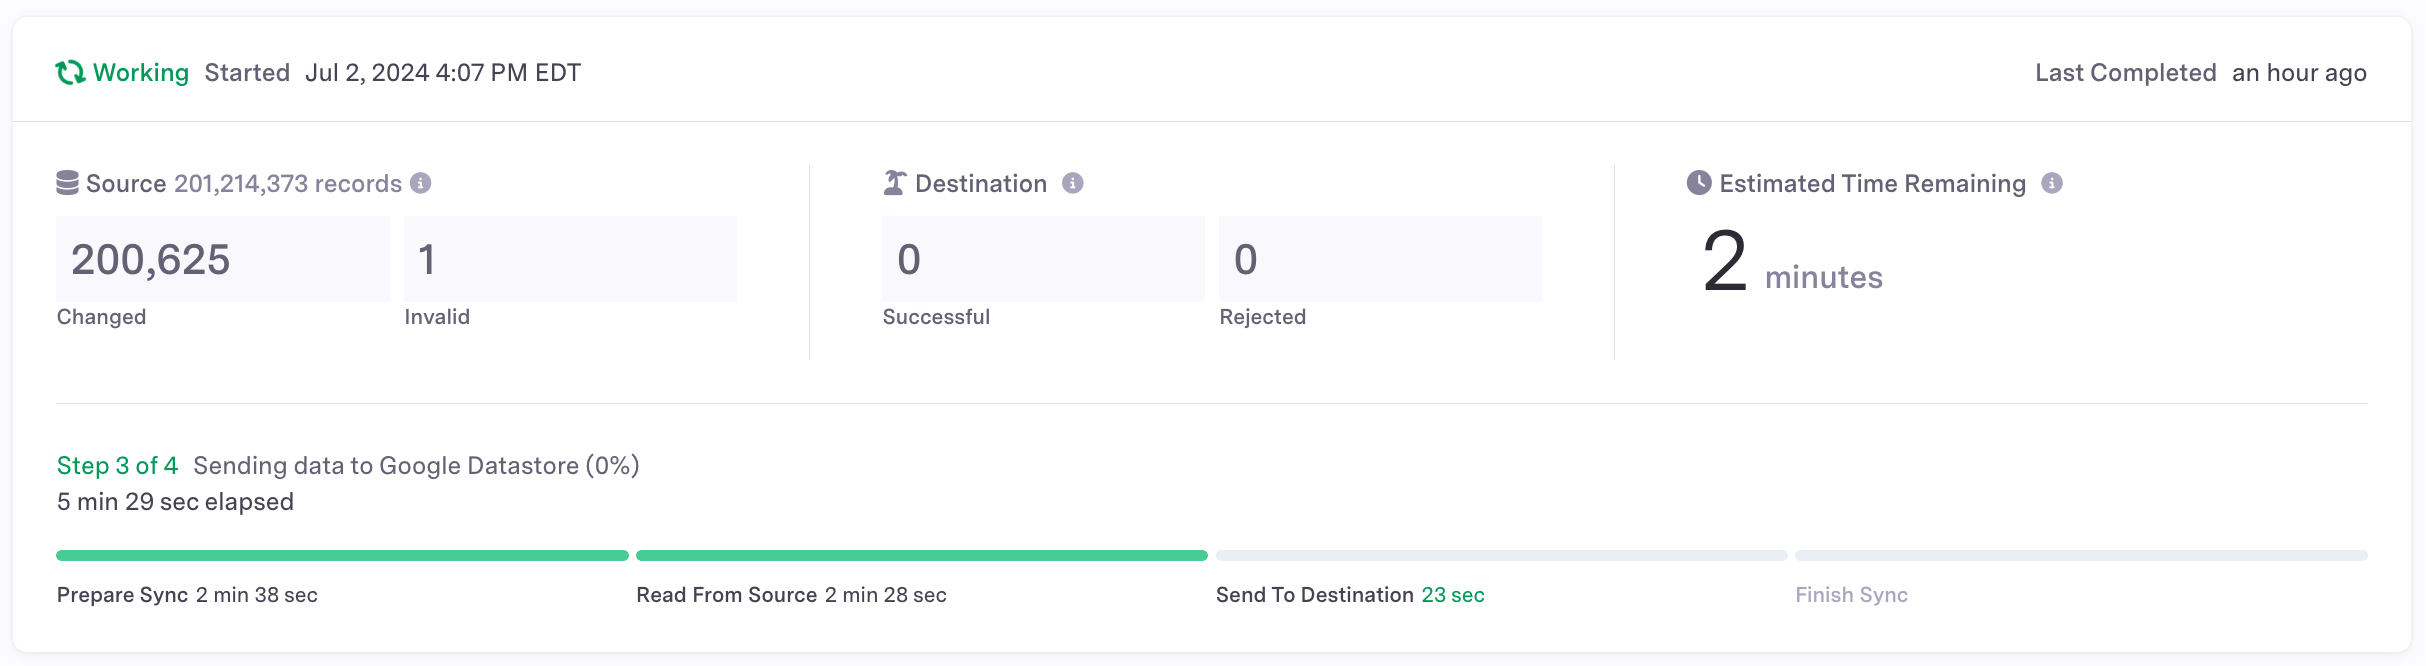 Working Started Jul 2, 2024 4:07 PM EDT
Last Completed an hour ago
Source 201,214,373 records
200,625
Changed
1
Invalid
Destination
0
Successful
0
Rejected
Estimated Time Remaining
2 minutes
Step 3 of 4 Sending data to Google Datastore (0%)
5 min 29 sec elapsed
Prepare Sync 2 min 38 sec
Read From Source 2 min 28 sec
Send To Destination 23 sec
Finish Sync